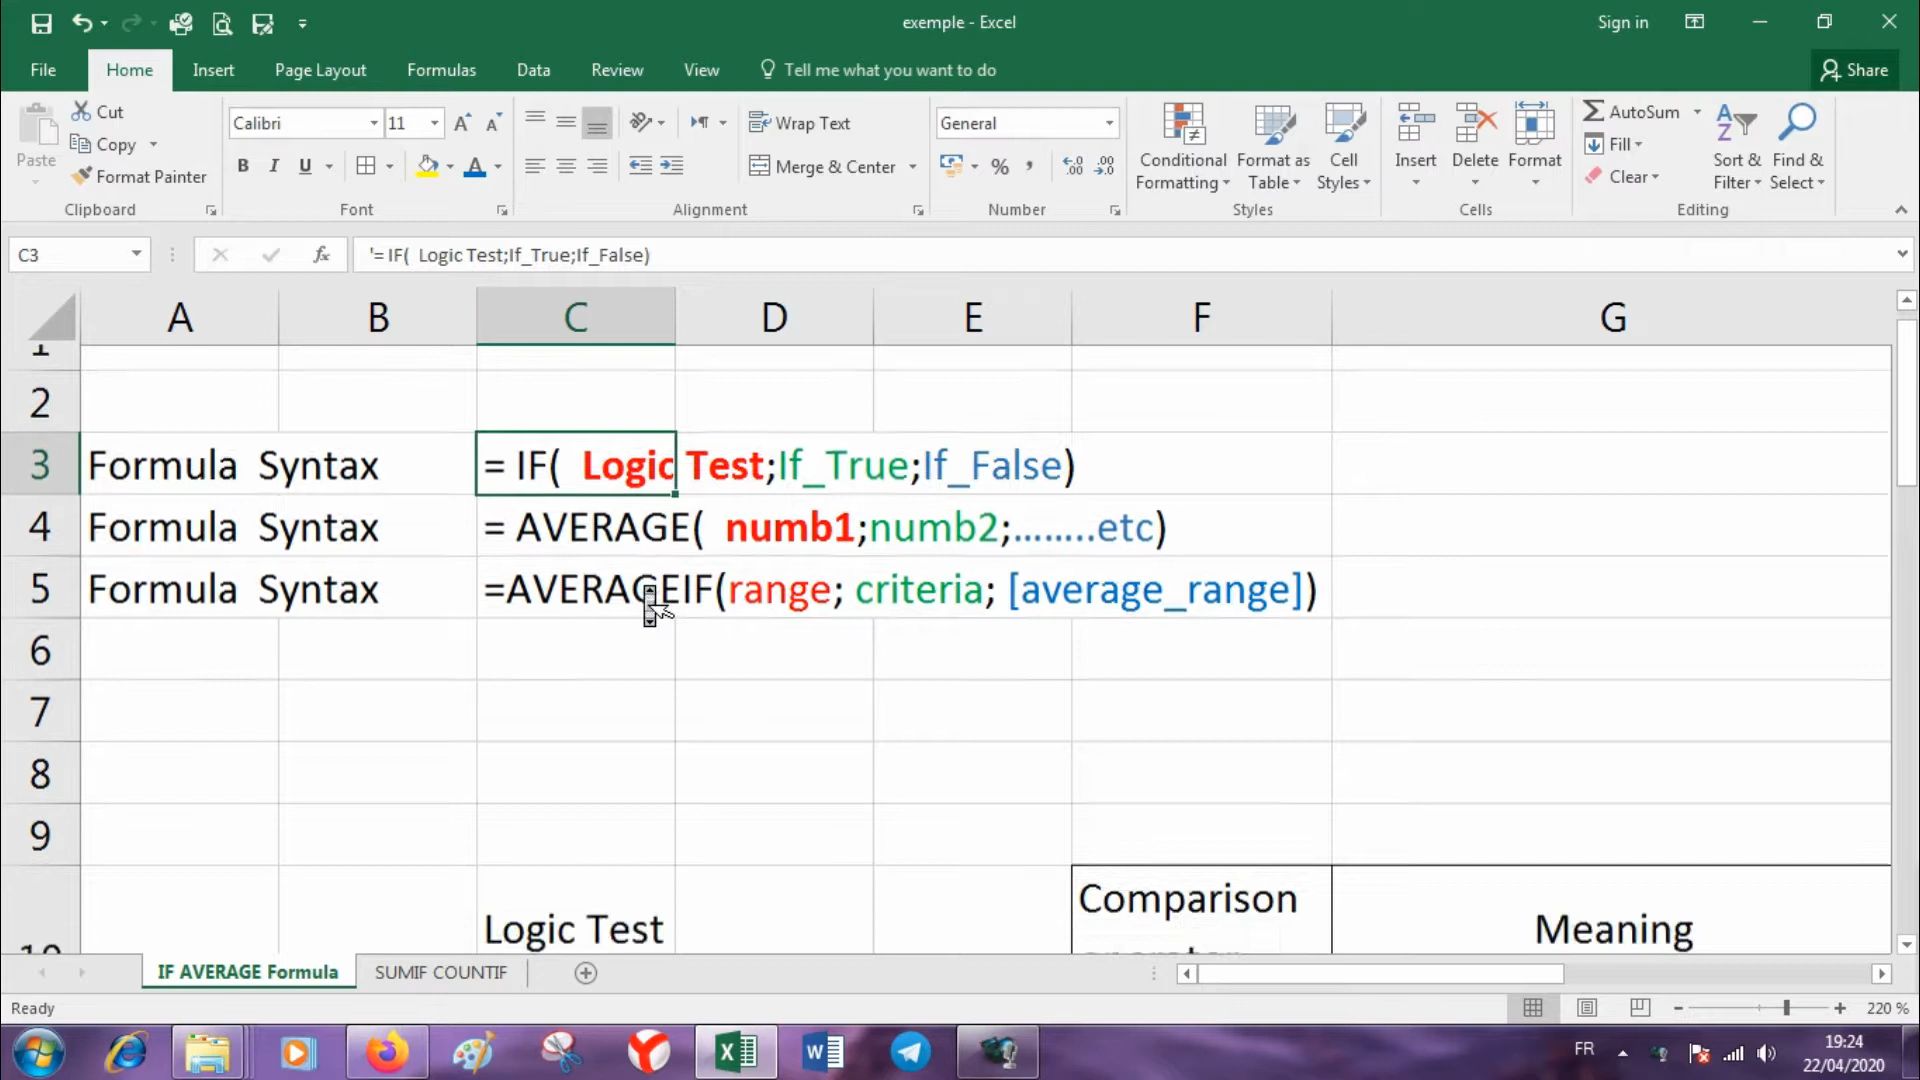 exemple - Excel
Sign in
File Home Insert Page Layout Formulas Data Review View Tell me what you want to do Share
Paste
Cut
Copy
Format Painter
Clipboard
Calibri 11
B I U
Font
Wrap Text
Merge & Center
Alignment
General
%
Number
Conditional Formatting
Format as Table
Cell Styles
Styles
Insert Delete Format
Cells
AutoSum
Fill
Clear
Sort & Filter
Find & Select
Editing
C3 fx '= IF( Logic Test;If_True;If_False)
A B C D E F G
1
2
3 Formula Syntax = IF( Logic Test;If_True;If_False)
4 Formula Syntax = AVERAGE( numb1;numb2;........etc)
5 Formula Syntax =AVERAGEIF(range; criteria; [average_range])
6
7
8
9
10 Logic Test Comparison operator Meaning
IF AVERAGE Formula SUMIF COUNTIF
Ready 220 %
FR 19:24
22/04/2020